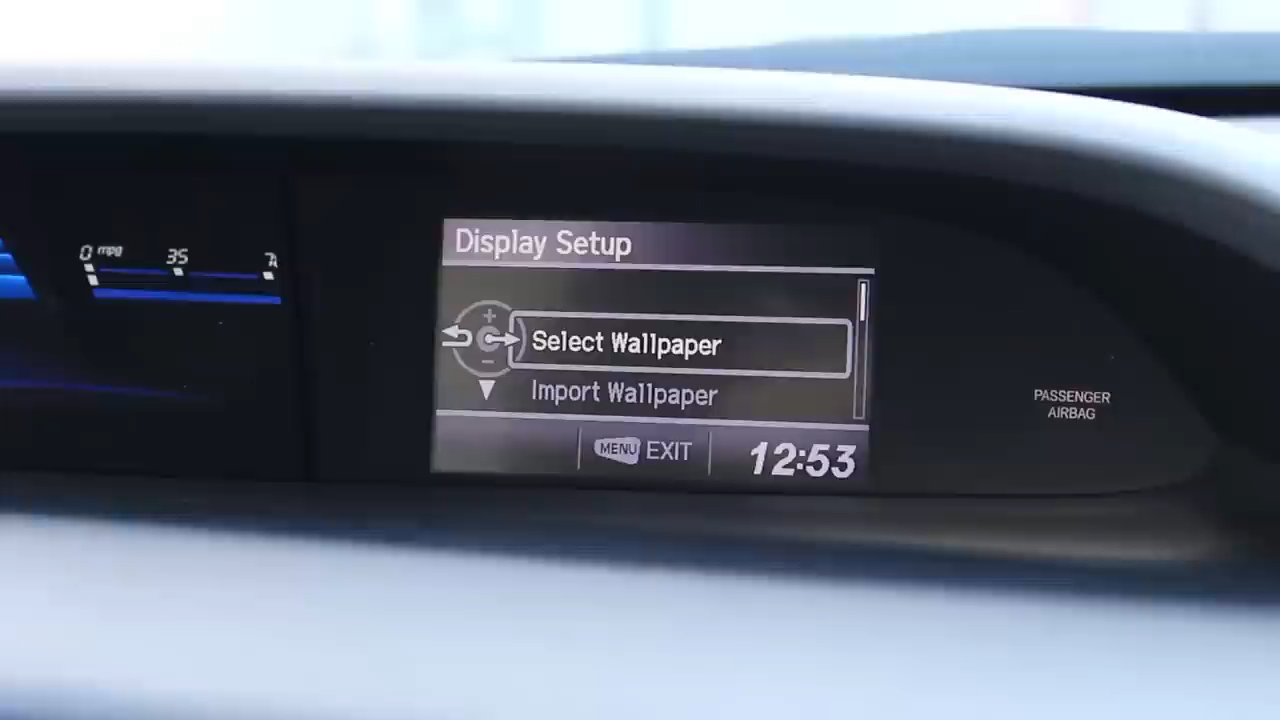 Display Setup
0 mpg 35
+
Select Wallpaper
Import Wallpaper
MENU EXIT
12:53
PASSENGER
AIRBAG